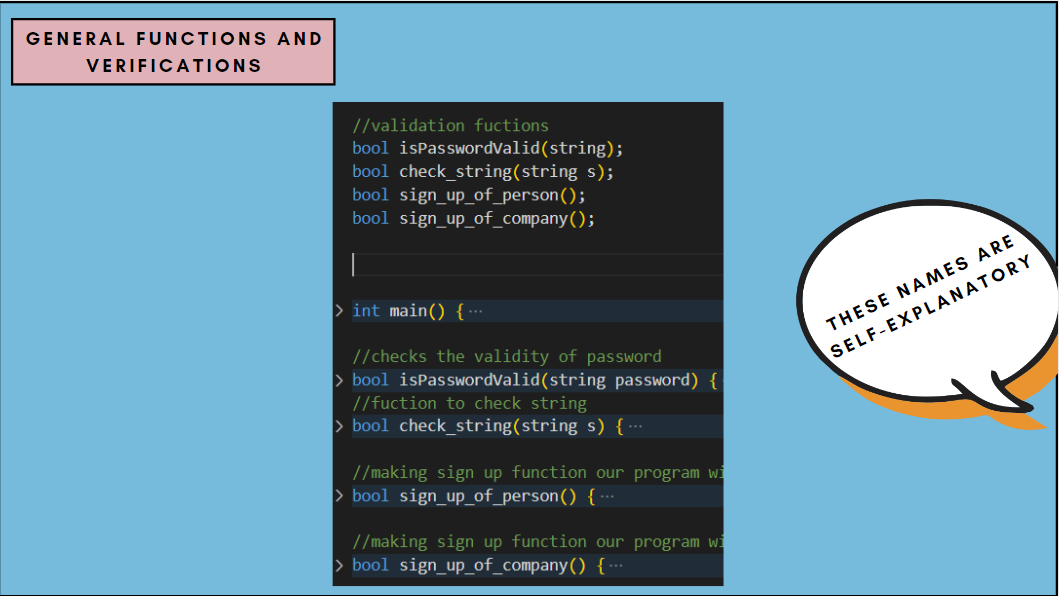 GENERAL FUNCTIONS AND
VERIFICATIONS
//validation fuctions
bool isPasswordValid(string);
bool check_string(string s);
bool sign_up_of_person();
bool sign_up_of_company();
int main() {···
//checks the validity of password
bool isPasswordValid(string password) {
//fuction to check string
bool check_string(string s) {···
//making sign up function our program wi
bool sign_up_of_person() {···
//making sign up function our program wi
bool sign_up_of_company() {···
THESE NAMES ARE
SELF-EXPLANATORY